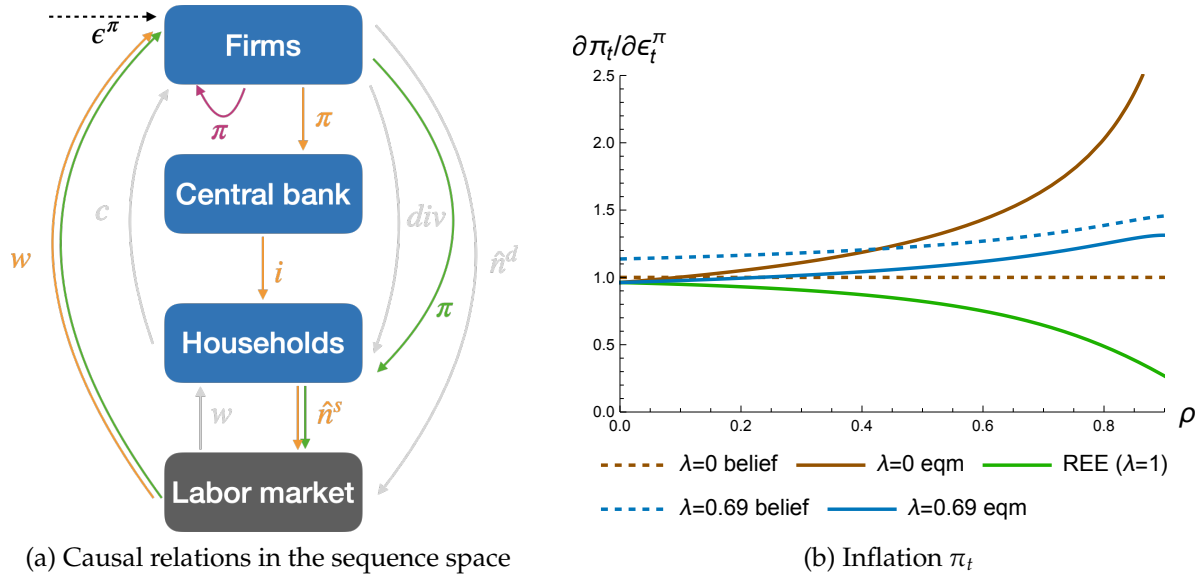 ϵ^π
Firms
π
π
Central bank
c
div
w
n̂^d
i
π
Households
w
n̂^s
Labor market
(a) Causal relations in the sequence space
∂π_t/∂ϵ_t^π
2.5
2.0
1.5
1.0
0.5
0.0
0.0 0.2 0.4 0.6 0.8 ρ
λ=0 belief λ=0 eqm REE (λ=1)
λ=0.69 belief λ=0.69 eqm
(b) Inflation π_t